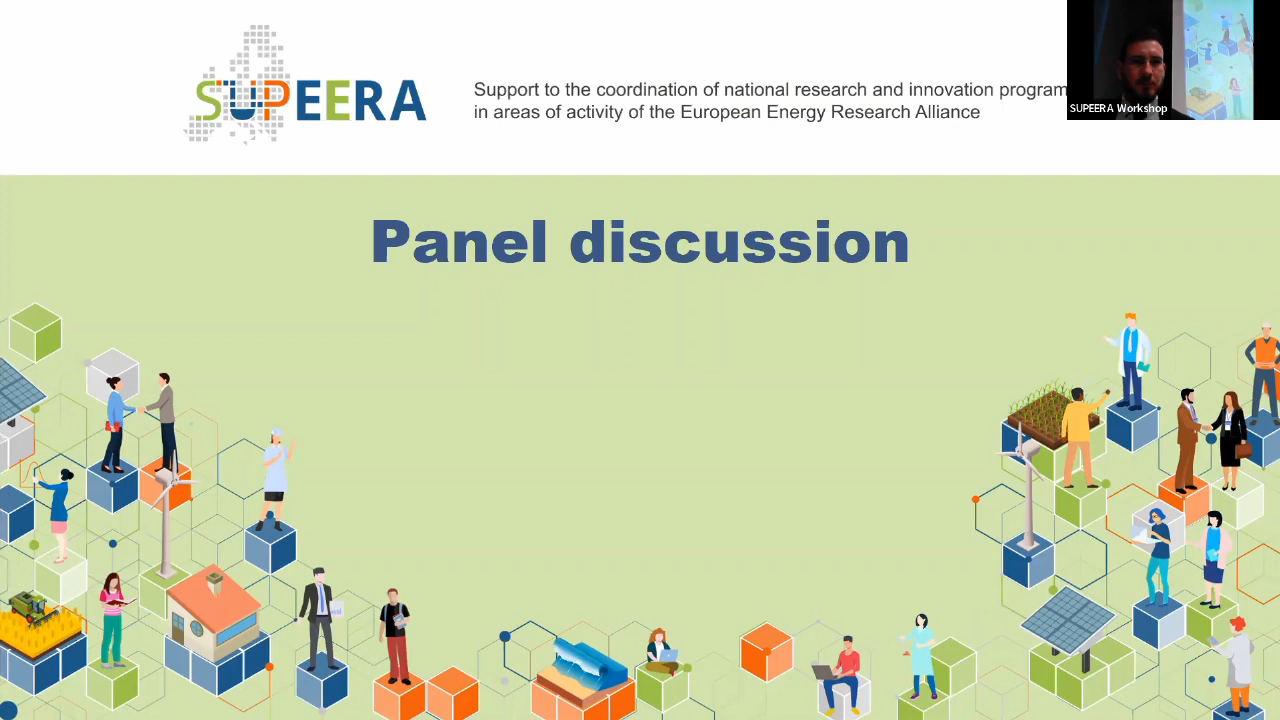 SUPEERA
Support to the coordination of national research and innovation program
in areas of activity of the European Energy Research Alliance
SUPEERA Workshop
Panel discussion